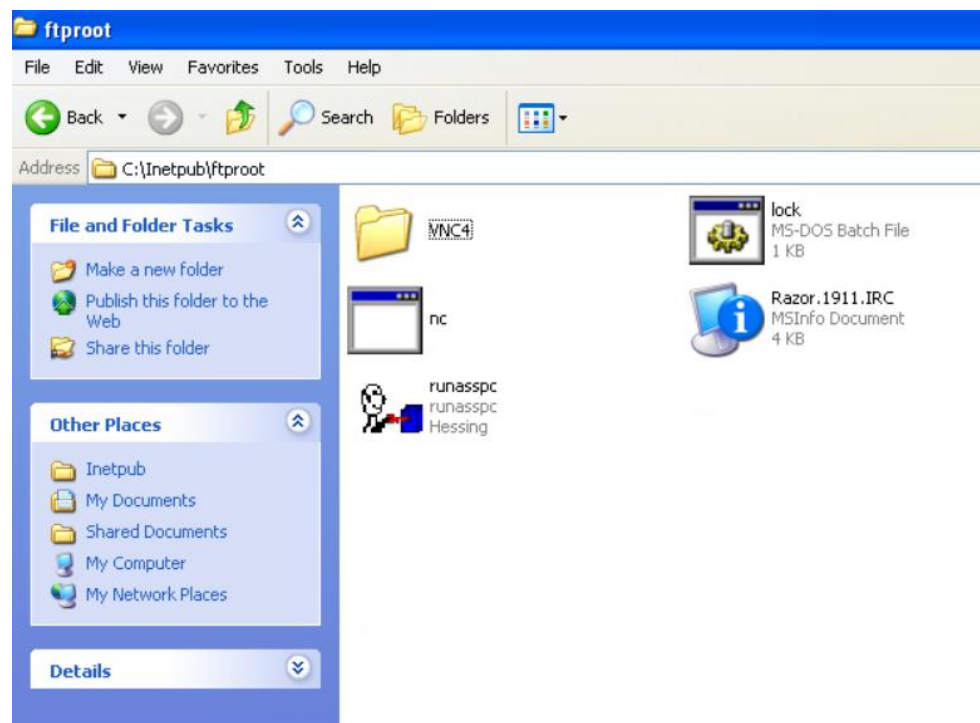 ftproot
File Edit View Favorites Tools Help
Back Search Folders
Address C:\Inetpub\ftproot
File and Folder Tasks
Make a new folder
Publish this folder to the
Web
Share this folder
Other Places
Inetpub
My Documents
Shared Documents
My Computer
My Network Places
Details
VNC4
lock
MS-DOS Batch File
1 KB
nc
Razor.1911.IRC
MSInfo Document
4 KB
runasspc
runasspc
Hessing